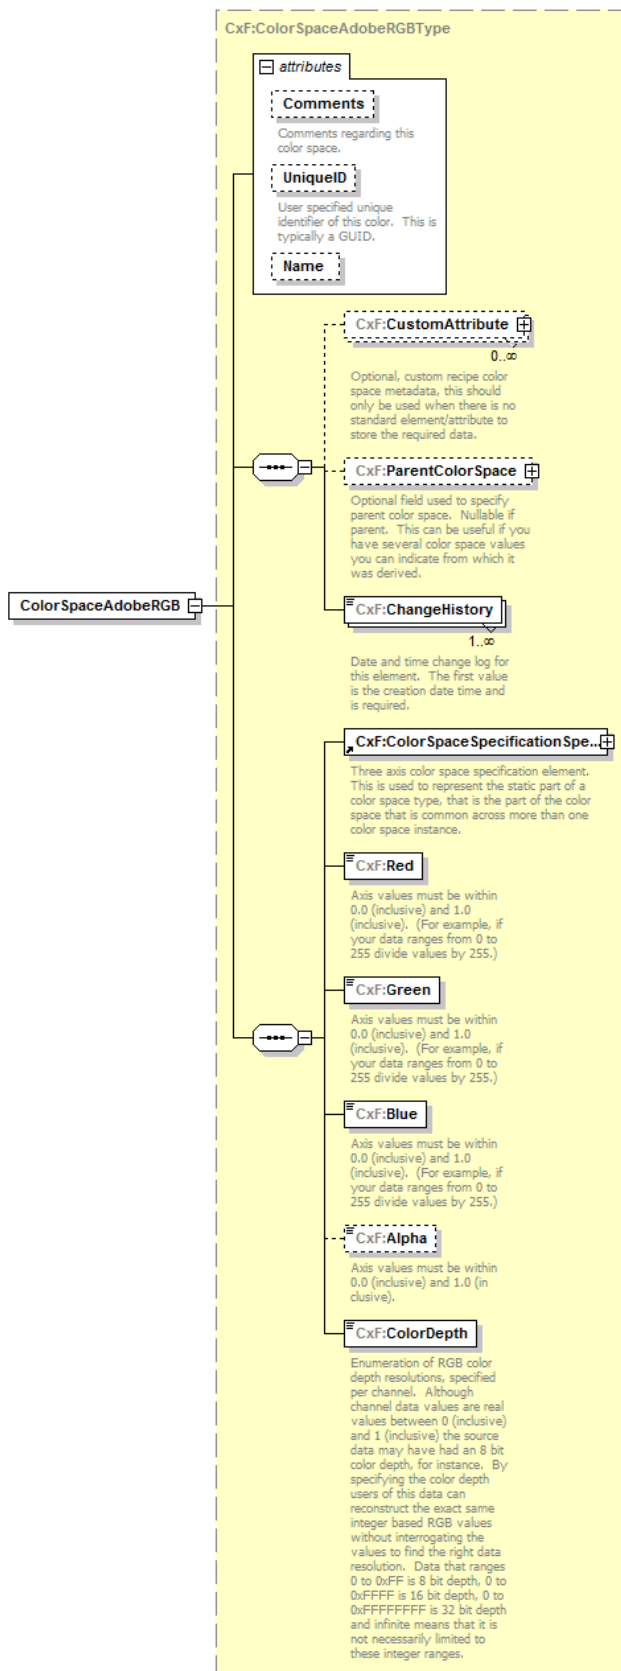 CxF:ColorSpaceAdobeRGBType
attributes
Comments
Comments regarding this
color space.
UniqueID
User specified unique
identifier of this color.  This is
typically a GUID.
Name
CxF:CustomAttribute
0..∞
Optional, custom recipe color
space metadata, this should
only be used when there is no
standard element/attribute to
store the required data.
CxF:ParentColorSpace
Optional field used to specify
parent color space.  Nullable if
parent.  This can be useful if you
have several color space values
you can indicate from which it
was derived.
ColorSpaceAdobeRGB
CxF:ChangeHistory
1..∞
Date and time change log for
this element.  The first value
is the creation date time and
is required.
CxF:ColorSpaceSpecificationSpe...
Three axis color space specification element.
This is used to represent the static part of a
color space type, that is the part of the color
space that is common across more than one
color space instance.
CxF:Red
Axis values must be within
0.0 (inclusive) and 1.0
(inclusive).  (For example, if
your data ranges from 0 to
255 divide values by 255.)
CxF:Green
Axis values must be within
0.0 (inclusive) and 1.0
(inclusive).  (For example, if
your data ranges from 0 to
255 divide values by 255.)
CxF:Blue
Axis values must be within
0.0 (inclusive) and 1.0
(inclusive).  (For example, if
your data ranges from 0 to
255 divide values by 255.)
CxF:Alpha
Axis values must be within
0.0 (inclusive) and 1.0 (in
clusive).
CxF:ColorDepth
Enumeration of RGB color
depth resolutions, specified
per channel.  Although
channel data values are real
values between 0 (inclusive)
and 1 (inclusive) the source
data may have had an 8 bit
color depth, for instance.  By
specifying the color depth
users of this data can
reconstruct the exact same
integer based RGB values
without interrogating the
values to find the right data
resolution.  Data that ranges
0 to 0xFF is 8 bit depth, 0 to
0xFFFF is 16 bit depth, 0 to
0xFFFFFFFF is 32 bit depth
and infinite means that it is
not necessarily limited to
these integer ranges.